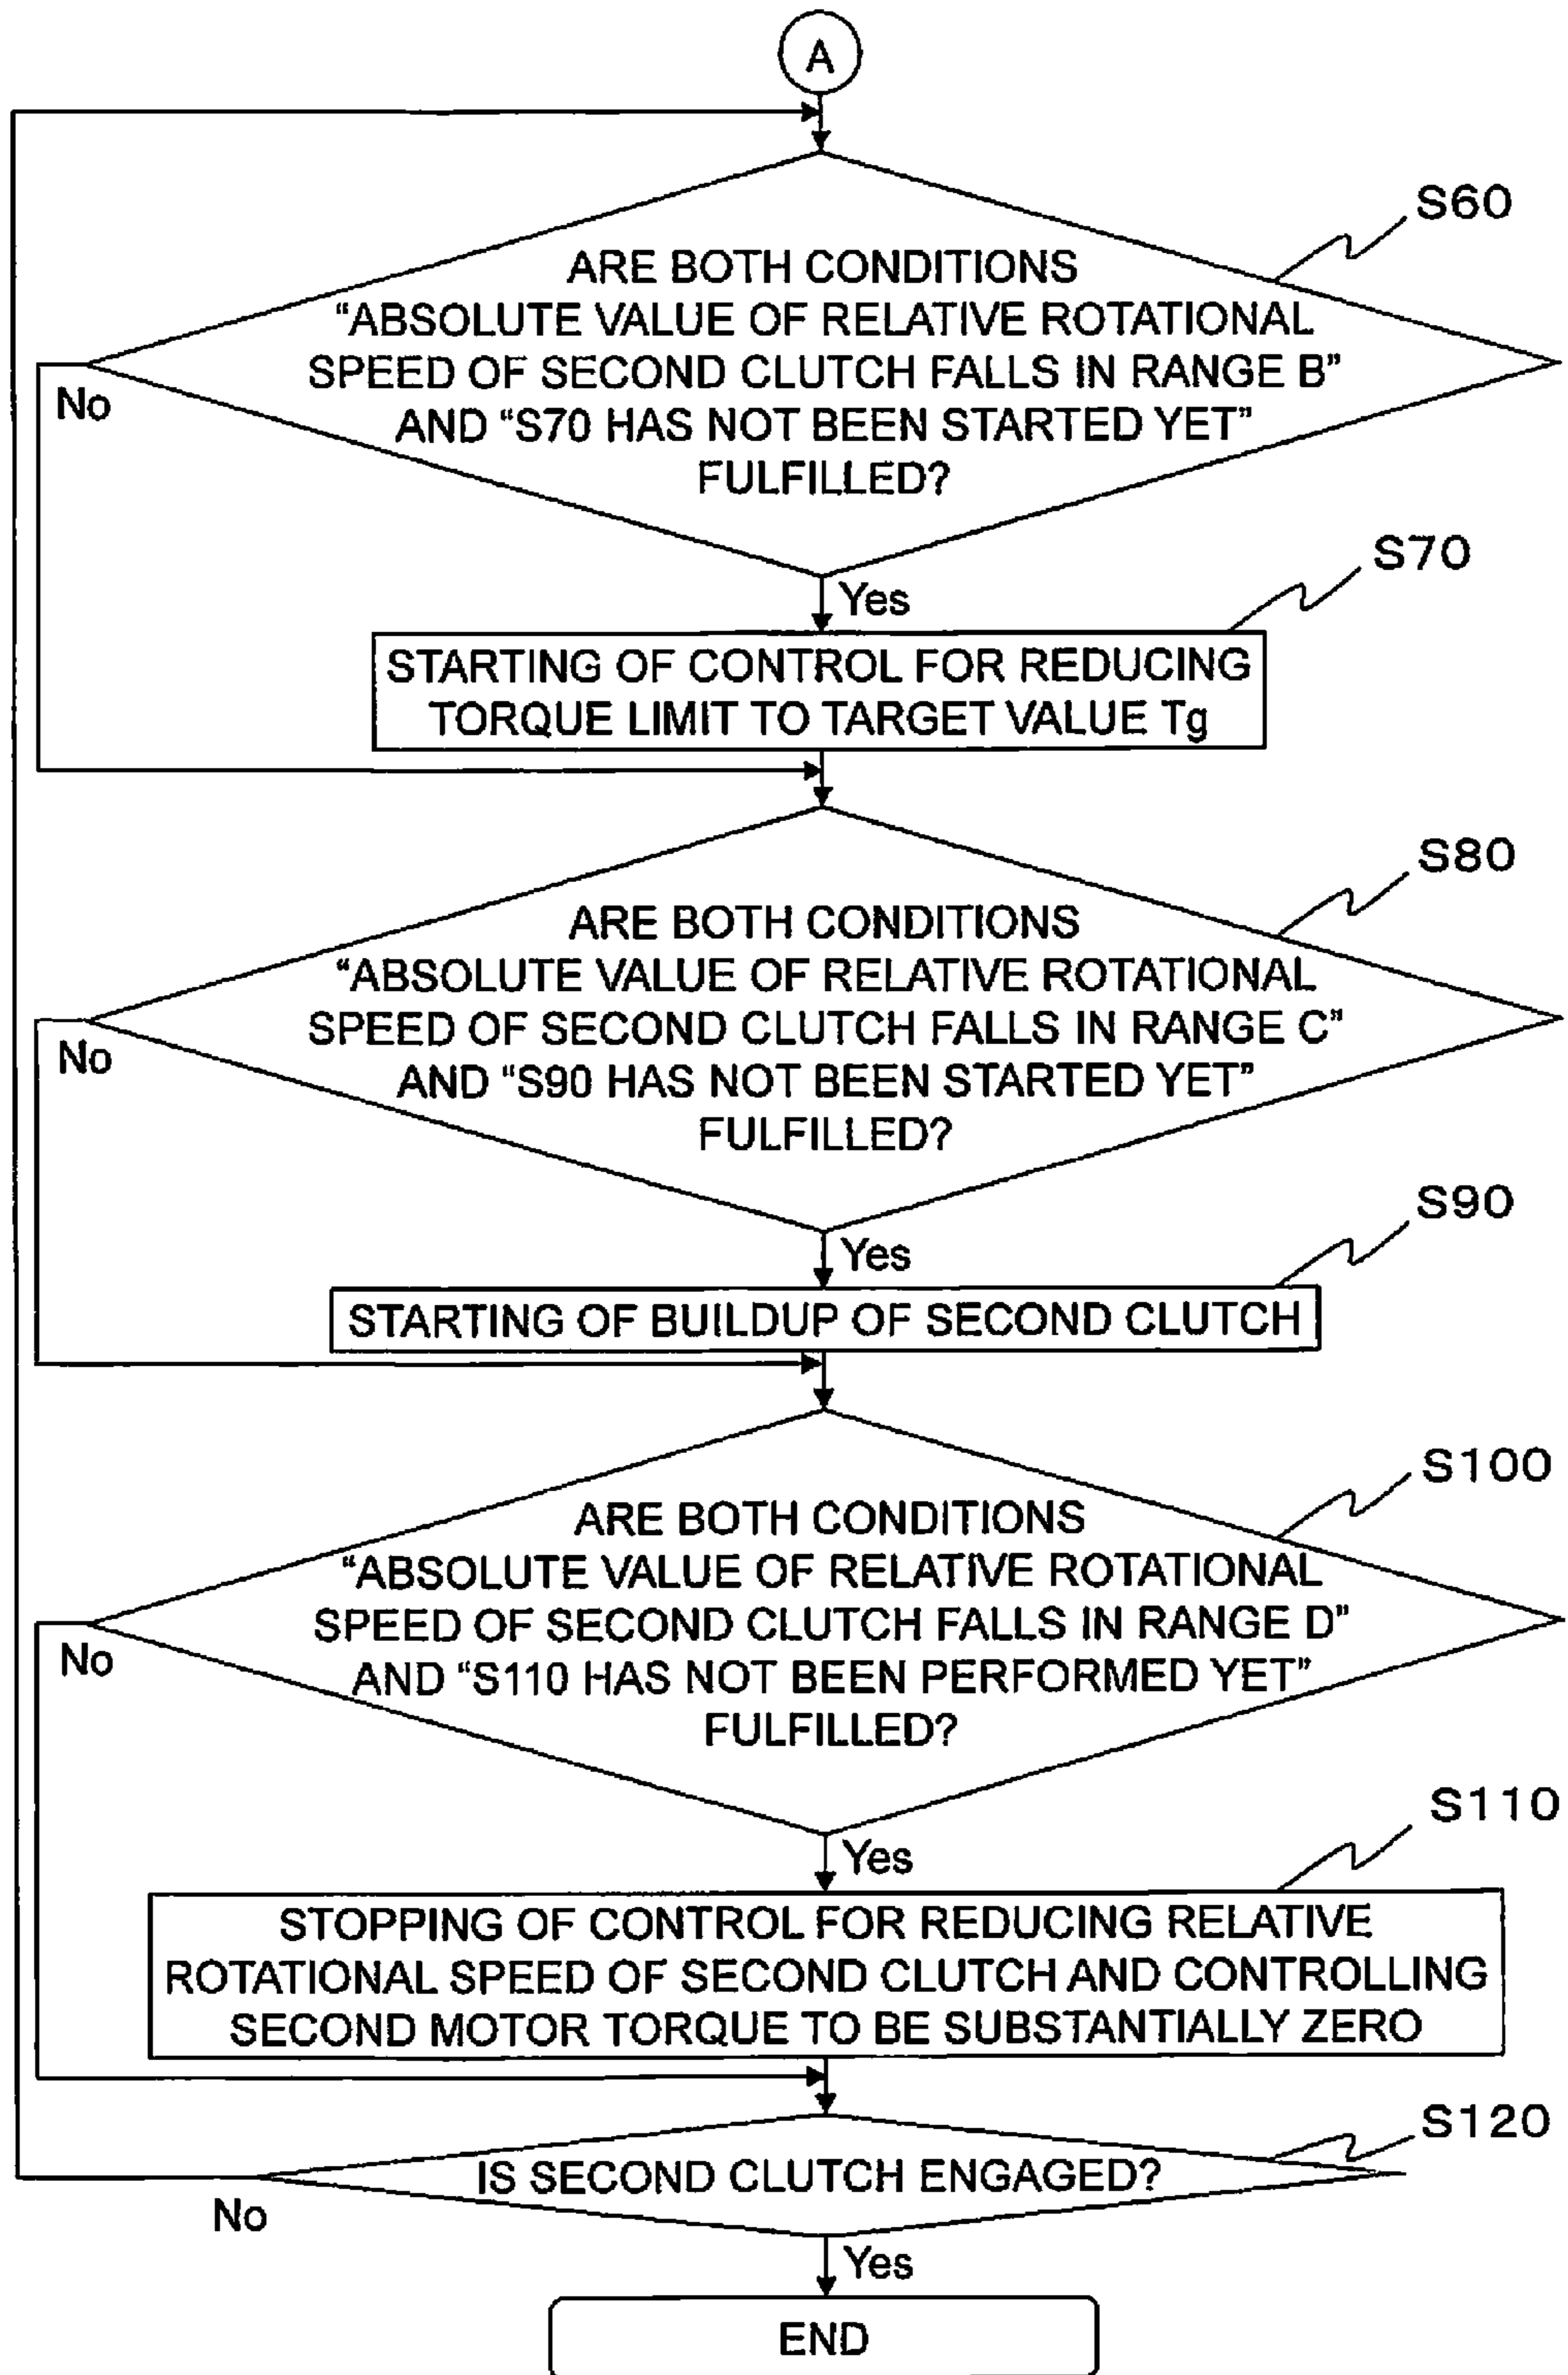 A
S60
ARE BOTH CONDITIONS
“ABSOLUTE VALUE OF RELATIVE ROTATIONAL
SPEED OF SECOND CLUTCH FALLS IN RANGE B”
AND “S70 HAS NOT BEEN STARTED YET”
FULFILLED?
No
Yes
S70
STARTING OF CONTROL FOR REDUCING
TORQUE LIMIT TO TARGET VALUE Tg
S80
ARE BOTH CONDITIONS
“ABSOLUTE VALUE OF RELATIVE ROTATIONAL
SPEED OF SECOND CLUTCH FALLS IN RANGE C”
AND “S90 HAS NOT BEEN STARTED YET”
FULFILLED?
No
Yes
S90
STARTING OF BUILDUP OF SECOND CLUTCH
S100
ARE BOTH CONDITIONS
“ABSOLUTE VALUE OF RELATIVE ROTATIONAL
SPEED OF SECOND CLUTCH FALLS IN RANGE D”
AND “S110 HAS NOT BEEN PERFORMED YET”
FULFILLED?
No
Yes
S110
STOPPING OF CONTROL FOR REDUCING RELATIVE
ROTATIONAL SPEED OF SECOND CLUTCH AND CONTROLLING
SECOND MOTOR TORQUE TO BE SUBSTANTIALLY ZERO
S120
IS SECOND CLUTCH ENGAGED?
No
Yes
END